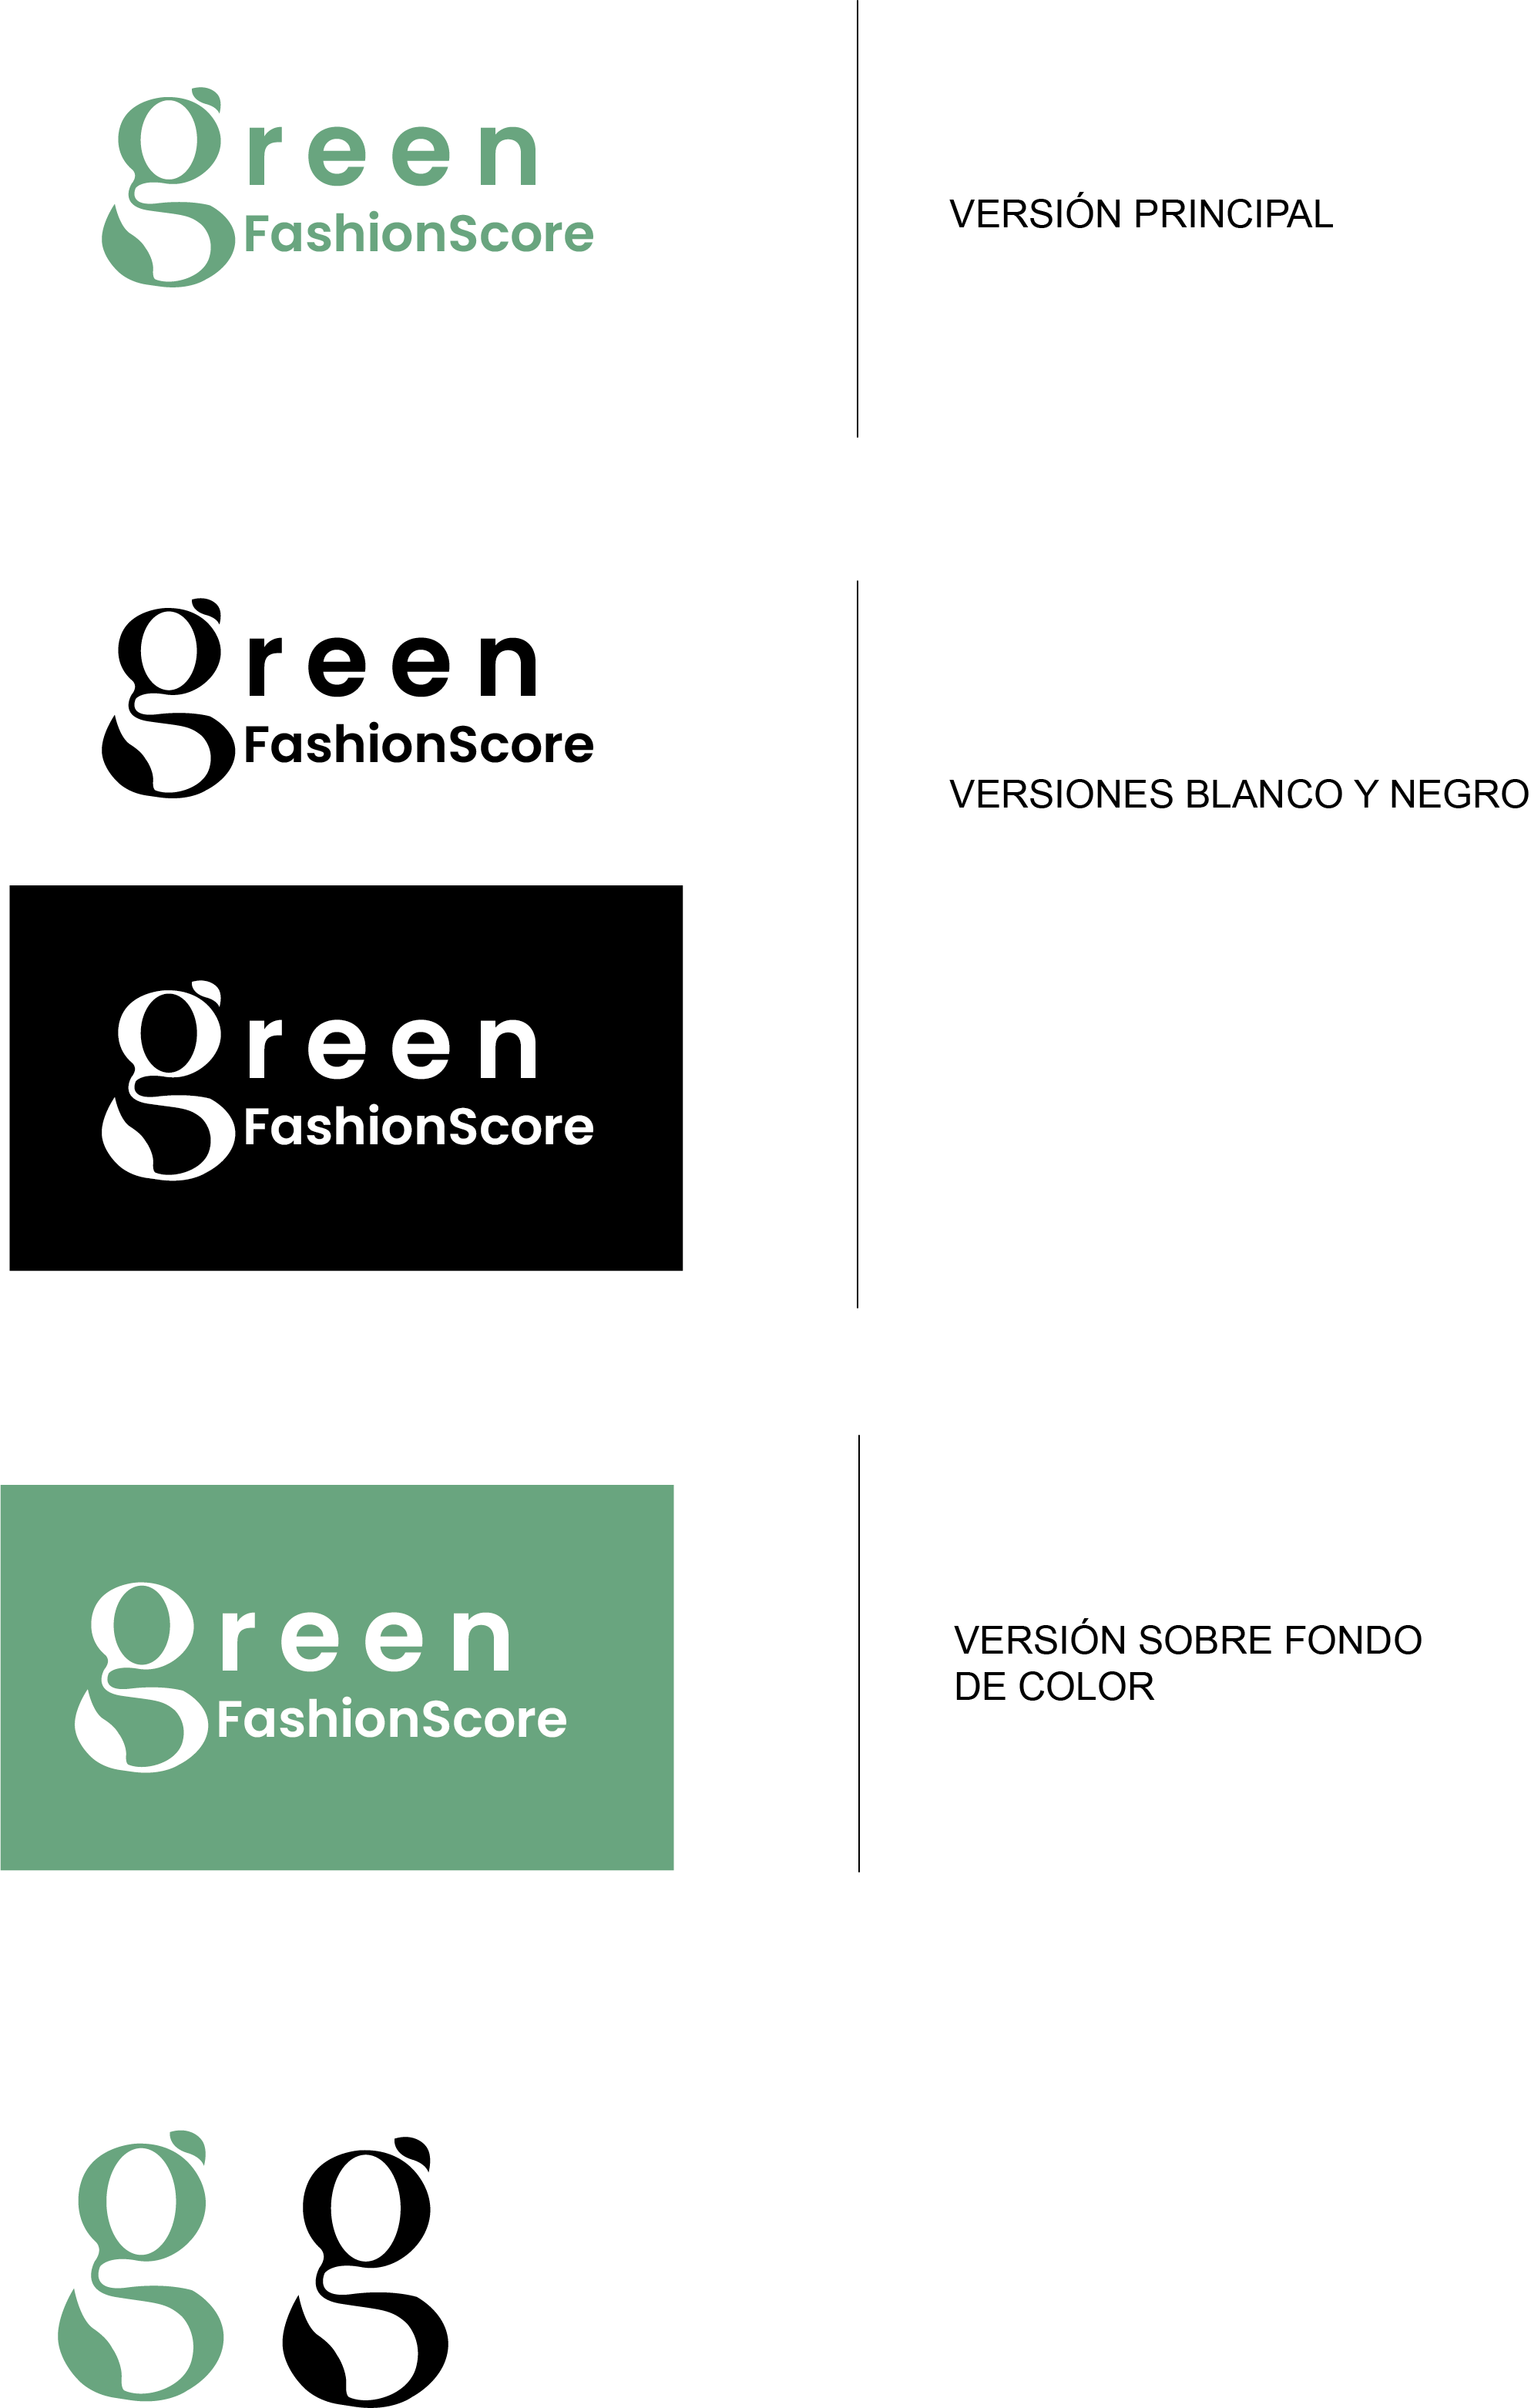 green
FashionScore
VERSIÓN PRINCIPAL
green
FashionScore
VERSIONES BLANCO Y NEGRO
green
FashionScore
green
FashionScore
VERSIÓN SOBRE FONDO
DE COLOR
g g